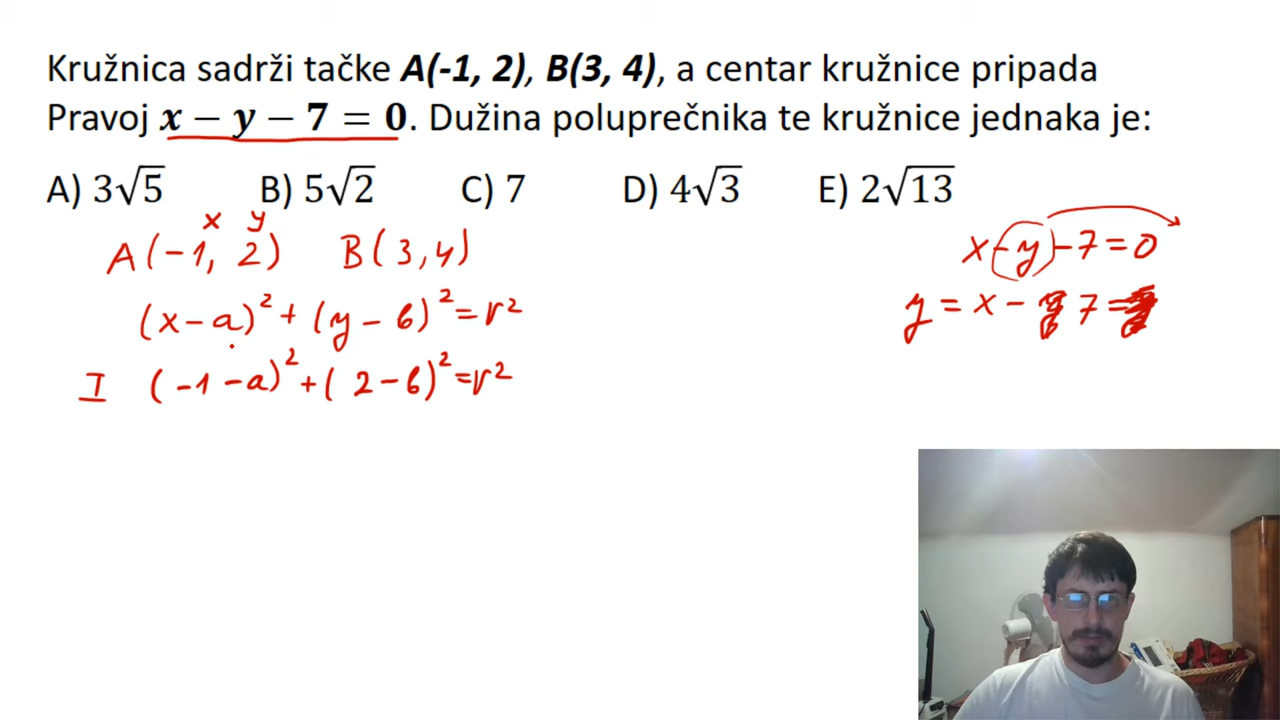 Kružnica sadrži tačke A(-1, 2), B(3, 4), a centar kružnice pripada
Pravoj x − y − 7 = 0. Dužina poluprečnika te kružnice jednaka je:
A) 3√5 B) 5√2 C) 7 D) 4√3 E) 2√13
x y
A(-1, 2) B(3,4)
(x-a)² + (y-b)² = r²
I (-1-a)² + (2-b)² = r²
x-y-7=0
y = x - 7 =